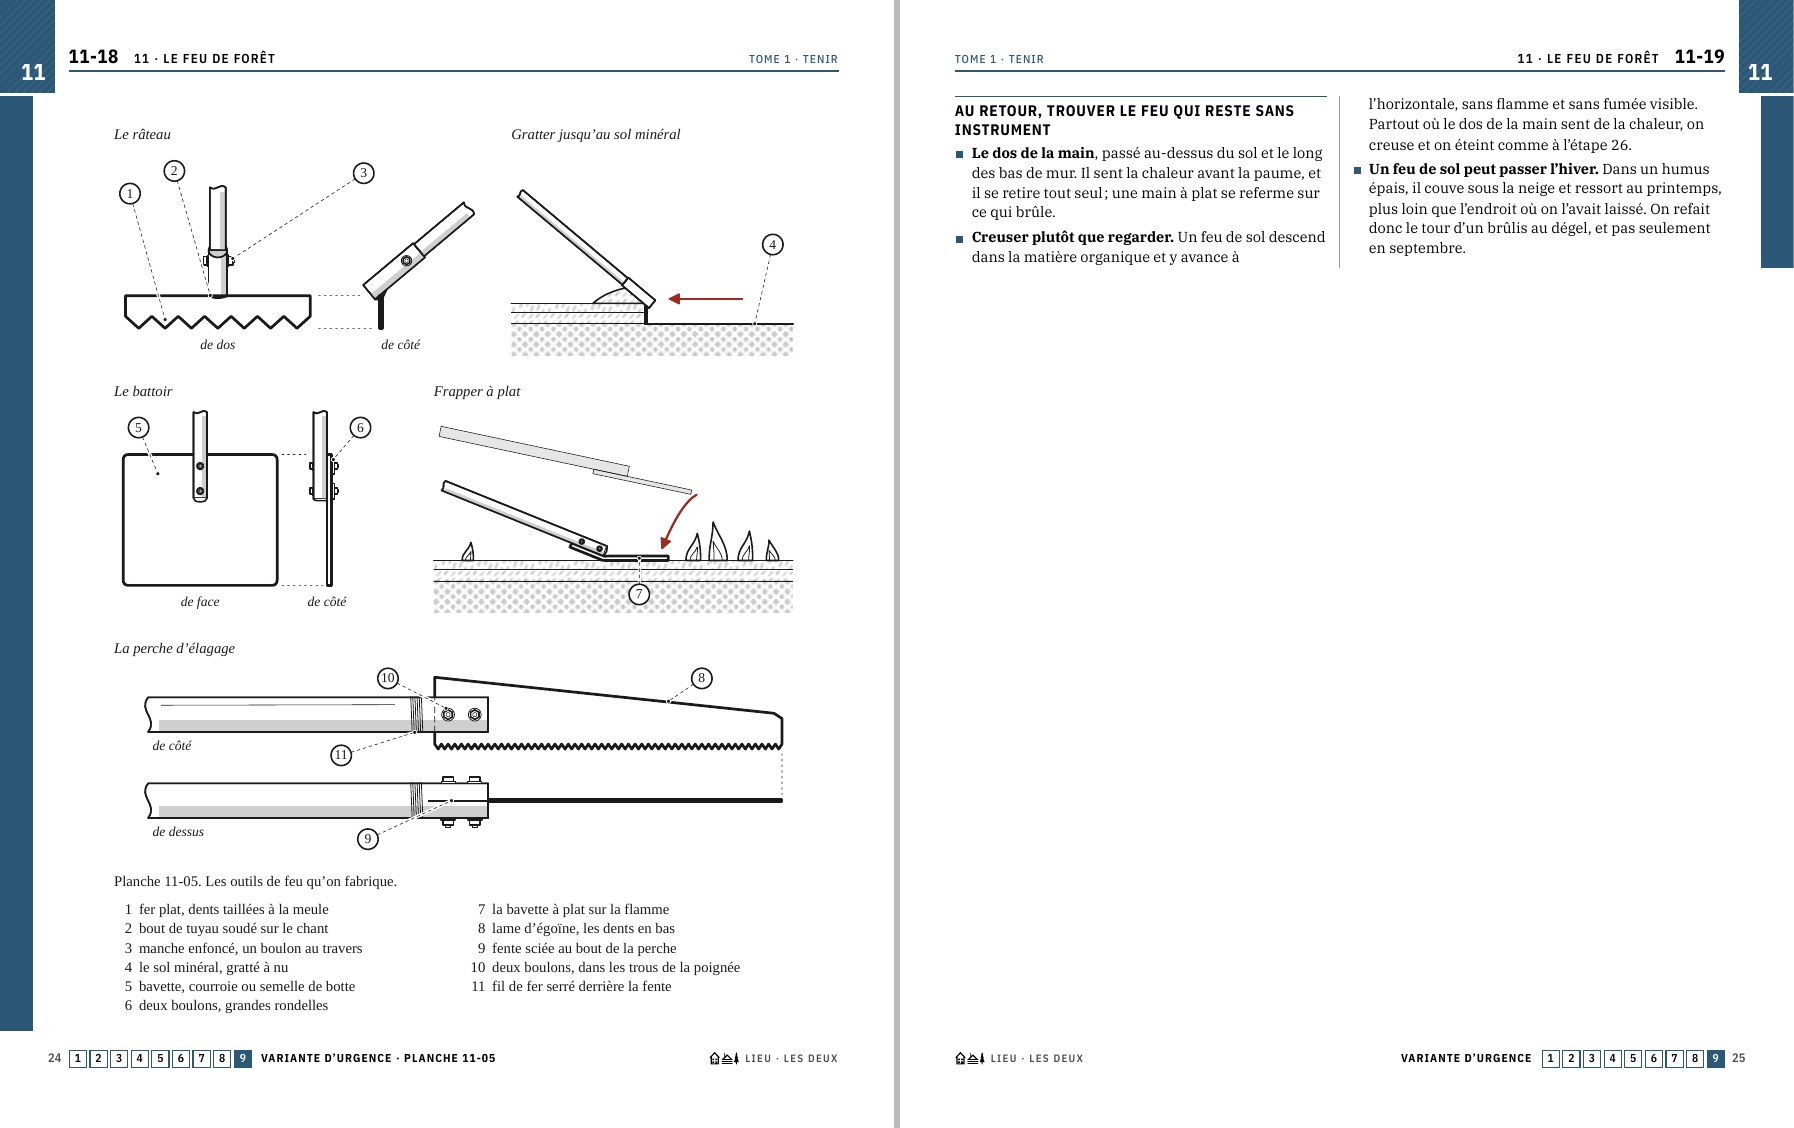 11
11-18 11 · LE FEU DE FORÊT
TOME 1 · TENIR
Le râteau
Gratter jusqu’au sol minéral
1
2
3
4
de dos
de côté
Le battoir
Frapper à plat
5
6
7
de face
de côté
La perche d’élagage
10
8
de côté
11
de dessus
9
Planche 11-05. Les outils de feu qu’on fabrique.
1 fer plat, dents taillées à la meule
2 bout de tuyau soudé sur le chant
3 manche enfoncé, un boulon au travers
4 le sol minéral, gratté à nu
5 bavette, courroie ou semelle de botte
6 deux boulons, grandes rondelles
7 la bavette à plat sur la flamme
8 lame d’égoïne, les dents en bas
9 fente sciée au bout de la perche
10 deux boulons, dans les trous de la poignée
11 fil de fer serré derrière la fente
24 1 2 3 4 5 6 7 8 9 VARIANTE D’URGENCE · PLANCHE 11-05
LIEU · LES DEUX
TOME 1 · TENIR
11 · LE FEU DE FORÊT 11-19
11
AU RETOUR, TROUVER LE FEU QUI RESTE SANS
INSTRUMENT
Le dos de la main, passé au-dessus du sol et le long
des bas de mur. Il sent la chaleur avant la paume, et
il se retire tout seul ; une main à plat se referme sur
ce qui brûle.
Creuser plutôt que regarder. Un feu de sol descend
dans la matière organique et y avance à
l’horizontale, sans flamme et sans fumée visible.
Partout où le dos de la main sent de la chaleur, on
creuse et on éteint comme à l’étape 26.
Un feu de sol peut passer l’hiver. Dans un humus
épais, il couve sous la neige et ressort au printemps,
plus loin que l’endroit où on l’avait laissé. On refait
donc le tour d’un brûlis au dégel, et pas seulement
en septembre.
LIEU · LES DEUX
VARIANTE D’URGENCE 1 2 3 4 5 6 7 8 9 25